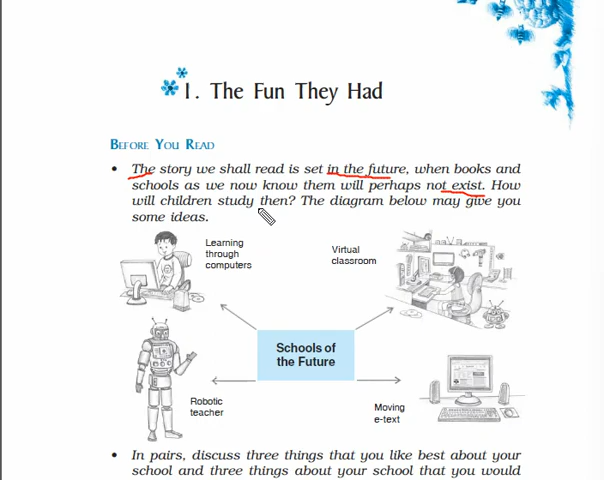 1. The Fun They Had
BEFORE YOU READ
• The story we shall read is set in the future, when books and
schools as we now know them will perhaps not exist. How
will children study then? The diagram below may give you
some ideas.
Learning
through
computers
Virtual
classroom
Schools of
the Future
Robotic
teacher
Moving
e-text
• In pairs, discuss three things that you like best about your
school and three things about your school that you would